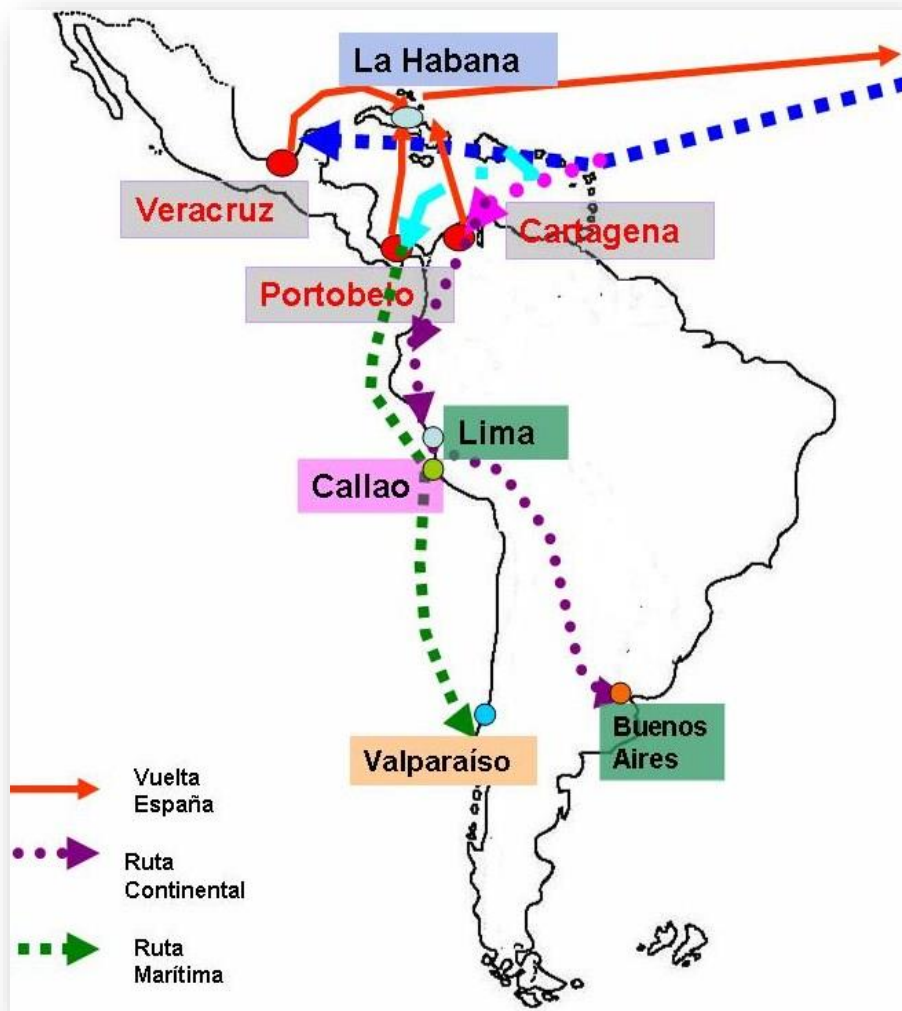 La Habana
Veracruz
Cartagena
Portobelo
Lima
Callao
Buenos
Aires
Valparaíso
Vuelta
España
Ruta
Continental
Ruta
Marítima